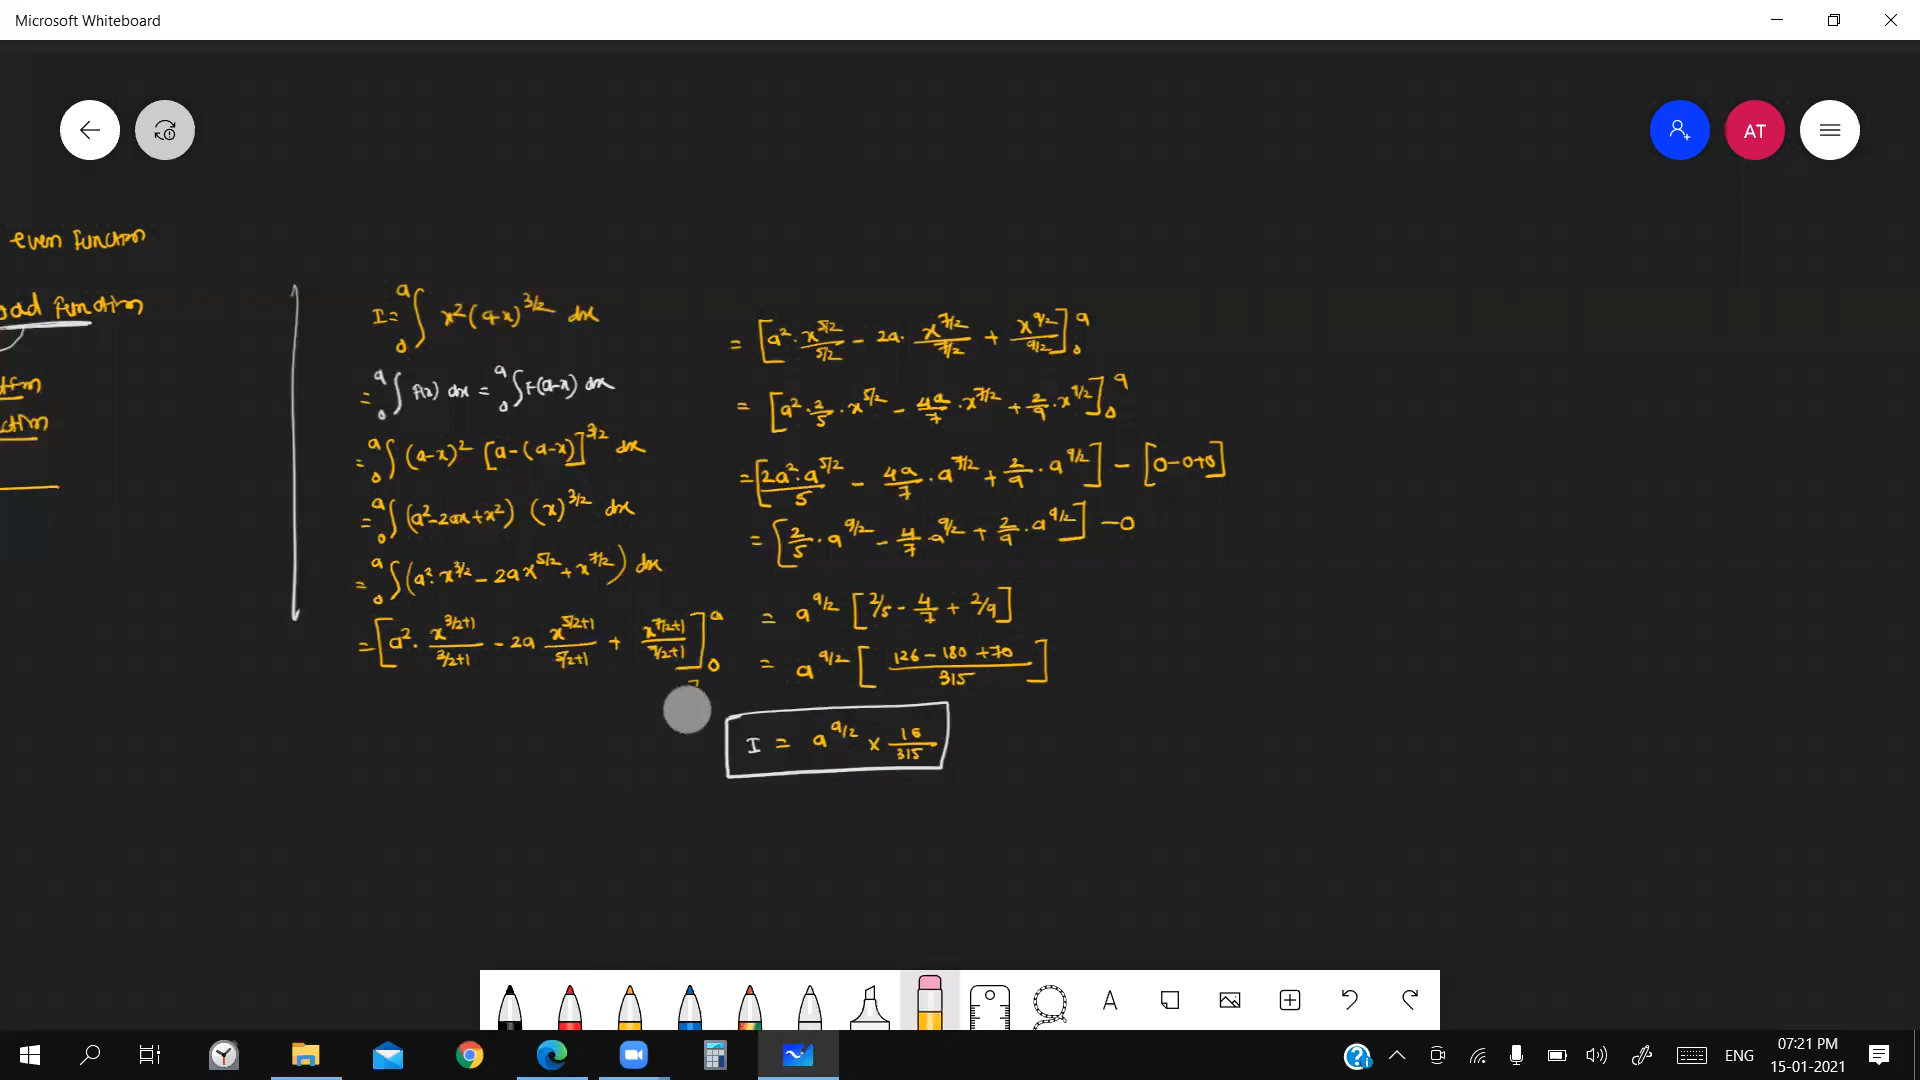 Microsoft Whiteboard
AT
even function
odd function
I = ₀ᵃ∫ x² (a-x)^3/2 dx
= ₀ᵃ∫ f(x) dx = ₀ᵃ∫ F(a-x) dx
= ₀ᵃ∫ (a-x)² [a-(a-x)]^3/2 dx
= ₀ᵃ∫ (a²-2ax+x²) (x)^3/2 dx
= ₀ᵃ∫ (a²·x^3/2 - 2ax^5/2 + x^7/2) dx
= [a² · x^(3/2+1)/(3/2+1) - 2a x^(5/2+1)/(5/2+1) + x^(7/2+1)/(7/2+1)]₀ᵃ
= [a² · x^5/2/(5/2) - 2a · x^7/2/(7/2) + x^9/2/(9/2)]₀ᵃ
= [a² · 2/5 · x^5/2 - 4a/7 · x^7/2 + 2/9 · x^9/2]₀ᵃ
= [2a²·a^5/2/5 - 4a/7 · a^7/2 + 2/9 · a^9/2] - [0-0+0]
= [2/5 · a^9/2 - 4/7 · a^9/2 + 2/9 · a^9/2] - 0
= a^9/2 [2/5 - 4/7 + 2/9]
= a^9/2 [(126 - 180 + 70)/315]
I = a^9/2 × 16/315
A
ENG
07:21 PM
15-01-2021